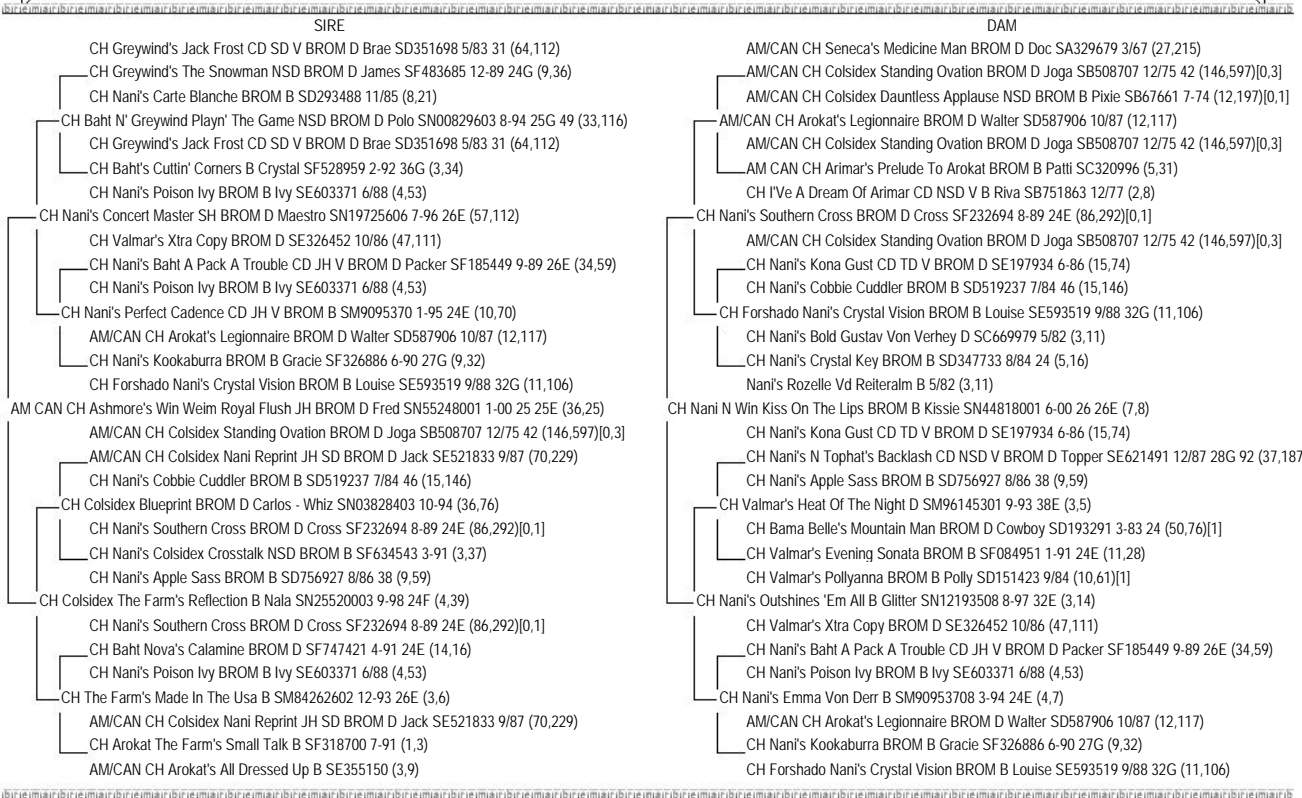 SIRE
CH Greywind's Jack Frost CD SD V BROM D Brae SD351698 5/83 31 (64,112)
CH Greywind's The Snowman NSD BROM D James SF483685 12-89 24G (9,36)
CH Nani's Carte Blanche BROM B SD293488 11/85 (8,21)
CH Baht N' Greywind Playn' The Game NSD BROM D Polo SN00829603 8-94 25G 49 (33,116)
CH Greywind's Jack Frost CD SD V BROM D Brae SD351698 5/83 31 (64,112)
CH Baht's Cuttin' Corners B Crystal SF528959 2-92 36G (3,34)
CH Nani's Poison Ivy BROM B Ivy SE603371 6/88 (4,53)
CH Nani's Concert Master SH BROM D Maestro SN19725606 7-96 26E (57,112)
CH Valmar's Xtra Copy BROM D SE326452 10/86 (47,111)
CH Nani's Baht A Pack A Trouble CD JH V BROM D Packer SF185449 9-89 26E (34,59)
CH Nani's Poison Ivy BROM B Ivy SE603371 6/88 (4,53)
CH Nani's Perfect Cadence CD JH V BROM B SM9095370 1-95 24E (10,70)
AM/CAN CH Arokat's Legionnaire BROM D Walter SD587906 10/87 (12,117)
CH Nani's Kookaburra BROM B Gracie SF326886 6-90 27G (9,32)
CH Forshado Nani's Crystal Vision BROM B Louise SE593519 9/88 32G (11,106)
AM CAN CH Ashmore's Win Weim Royal Flush JH BROM D Fred SN55248001 1-00 25 25E (36,25)
AM/CAN CH Colsidex Standing Ovation BROM D Joga SB508707 12/75 42 (146,597)[0,3]
AM/CAN CH Colsidex Nani Reprint JH SD BROM D Jack SE521833 9/87 (70,229)
CH Nani's Cobbie Cuddler BROM B SD519237 7/84 46 (15,146)
CH Colsidex Blueprint BROM D Carlos - Whiz SN03828403 10-94 (36,76)
CH Nani's Southern Cross BROM D Cross SF232694 8-89 24E (86,292)[0,1]
CH Nani's Colsidex Crosstalk NSD BROM B SF634543 3-91 (3,37)
CH Nani's Apple Sass BROM B SD756927 8/86 38 (9,59)
CH Colsidex The Farm's Reflection B Nala SN25520003 9-98 24F (4,39)
CH Nani's Southern Cross BROM D Cross SF232694 8-89 24E (86,292)[0,1]
CH Baht Nova's Calamine BROM D SF747421 4-91 24E (14,16)
CH Nani's Poison Ivy BROM B Ivy SE603371 6/88 (4,53)
CH The Farm's Made In The Usa B SM84262602 12-93 26E (3,6)
AM/CAN CH Colsidex Nani Reprint JH SD BROM D Jack SE521833 9/87 (70,229)
CH Arokat The Farm's Small Talk B SF318700 7-91 (1,3)
AM/CAN CH Arokat's All Dressed Up B SE355150 (3,9)
DAM
AM/CAN CH Seneca's Medicine Man BROM D Doc SA329679 3/67 (27,215)
AM/CAN CH Colsidex Standing Ovation BROM D Joga SB508707 12/75 42 (146,597)[0,3]
AM/CAN CH Colsidex Dauntless Applause NSD BROM B Pixie SB67661 7-74 (12,197)[0,1]
AM/CAN CH Arokat's Legionnaire BROM D Walter SD587906 10/87 (12,117)
AM/CAN CH Colsidex Standing Ovation BROM D Joga SB508707 12/75 42 (146,597)[0,3]
AM CAN CH Arimar's Prelude To Arokat BROM B Patti SC320996 (5,31)
CH I'Ve A Dream Of Arimar CD NSD V B Riva SB751863 12/77 (2,8)
CH Nani's Southern Cross BROM D Cross SF232694 8-89 24E (86,292)[0,1]
AM/CAN CH Colsidex Standing Ovation BROM D Joga SB508707 12/75 42 (146,597)[0,3]
CH Nani's Kona Gust CD TD V BROM D SE197934 6-86 (15,74)
CH Nani's Cobbie Cuddler BROM B SD519237 7/84 46 (15,146)
CH Forshado Nani's Crystal Vision BROM B Louise SE593519 9/88 32G (11,106)
CH Nani's Bold Gustav Von Verhey D SC669979 5/82 (3,11)
CH Nani's Crystal Key BROM B SD347733 8/84 24 (5,16)
Nani's Rozelle Vd Reiteralm B 5/82 (3,11)
CH Nani N Win Kiss On The Lips BROM B Kissie SN44818001 6-00 26 26E (7,8)
CH Nani's Kona Gust CD TD V BROM D SE197934 6-86 (15,74)
CH Nani's N Tophat's Backlash CD NSD V BROM D Topper SE621491 12/87 28G 92 (37,187
CH Nani's Apple Sass BROM B SD756927 8/86 38 (9,59)
CH Valmar's Heat Of The Night D SM96145301 9-93 38E (3,5)
CH Bama Belle's Mountain Man BROM D Cowboy SD193291 3-83 24 (50,76)[1]
CH Valmar's Evening Sonata BROM B SF084951 1-91 24E (11,28)
CH Valmar's Pollyanna BROM B Polly SD151423 9/84 (10,61)[1]
CH Nani's Outshines 'Em All B Glitter SN12193508 8-97 32E (3,14)
CH Valmar's Xtra Copy BROM D SE326452 10/86 (47,111)
CH Nani's Baht A Pack A Trouble CD JH V BROM D Packer SF185449 9-89 26E (34,59)
CH Nani's Poison Ivy BROM B Ivy SE603371 6/88 (4,53)
CH Nani's Emma Von Derr B SM90953708 3-94 24E (4,7)
AM/CAN CH Arokat's Legionnaire BROM D Walter SD587906 10/87 (12,117)
CH Nani's Kookaburra BROM B Gracie SF326886 6-90 27G (9,32)
CH Forshado Nani's Crystal Vision BROM B Louise SE593519 9/88 32G (11,106)